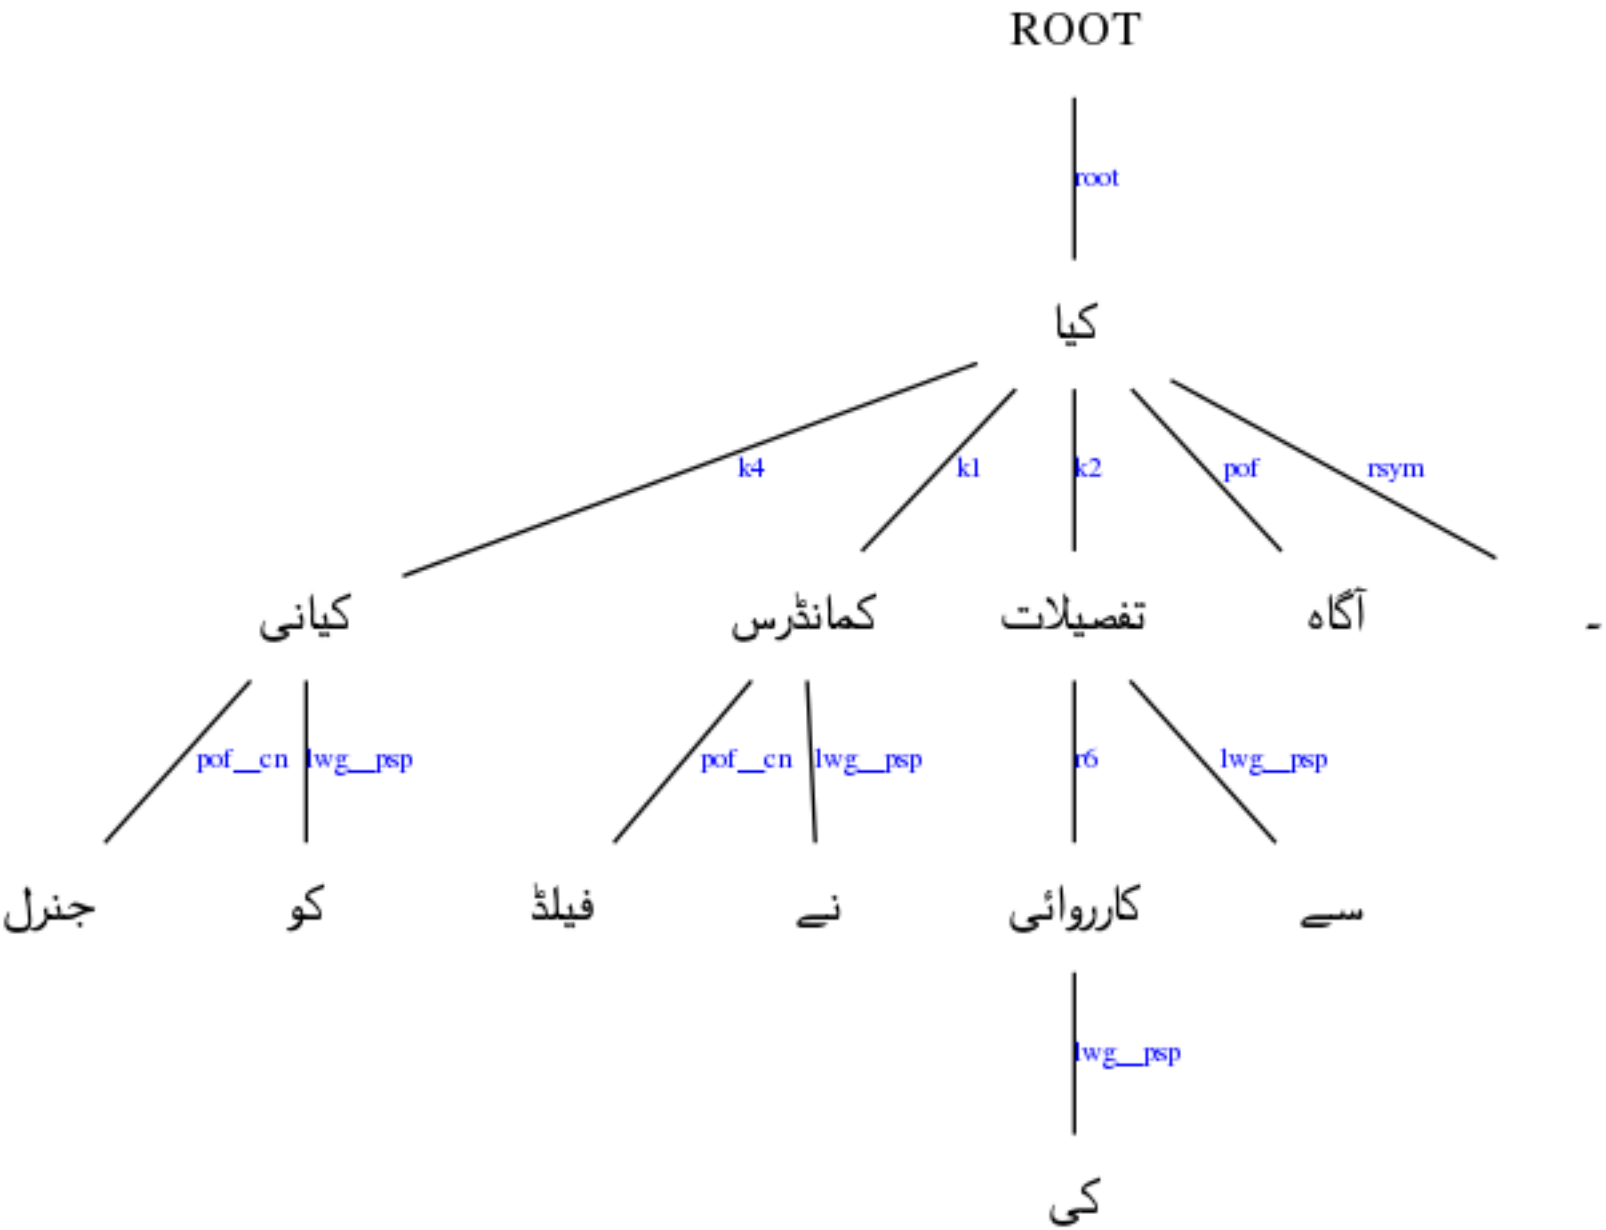 ROOT
root
کیا
k4 k1 k2 pof rsym
کیانی کمانڈرس تفصیلات آگاہ ۔
pof__cn lwg__psp pof__cn lwg__psp r6 lwg__psp
جنرل کو فیلڈ نے کارروائی سے
lwg__psp
کی